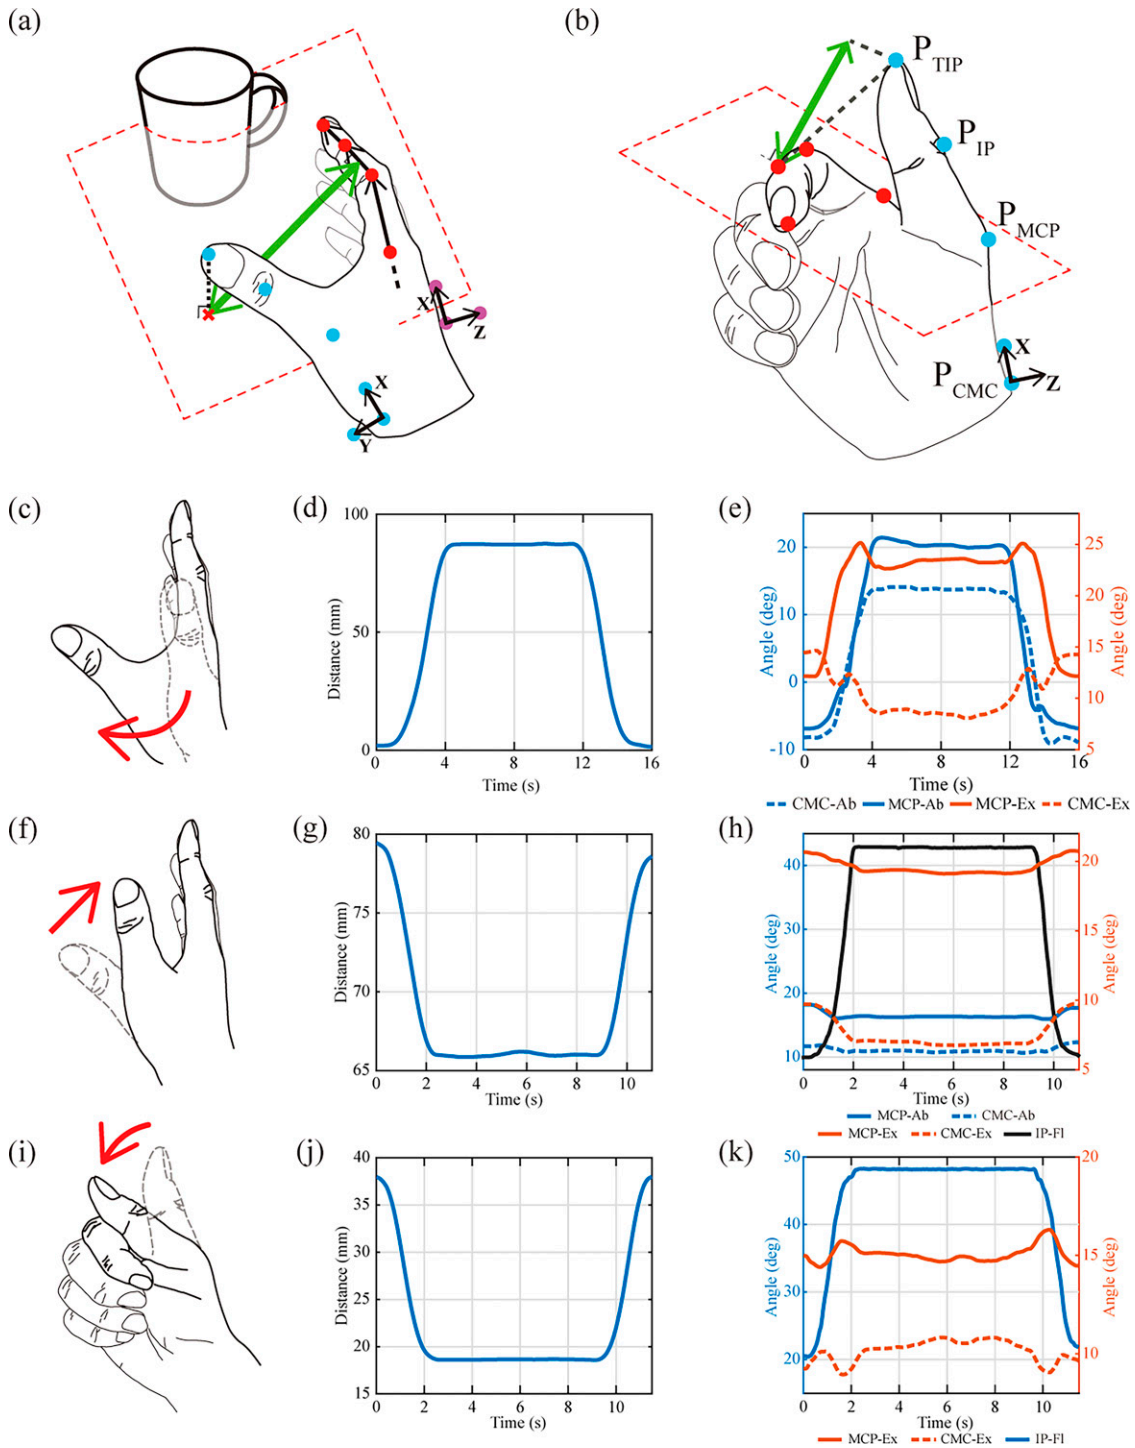 (a)
(b)
P TIP
P IP
P MCP
P CMC
X
Z
X
Y
X
Z
(c)
(d)
(e)
100
50
0
Distance (mm)
0 4 8 12 16
Time (s)
20
10
0
-10
Angle (deg)
25
20
15
10
5
Angle (deg)
0 4 8 12 16
Time (s)
CMC-Ab MCP-Ab MCP-Ex CMC-Ex
(f)
(g)
(h)
80
75
70
65
Distance (mm)
0 2 4 6 8 10
Time (s)
40
30
20
10
Angle (deg)
20
15
10
5
Angle (deg)
0 2 4 6 8 10
Time (s)
MCP-Ab CMC-Ab
MCP-Ex CMC-Ex IP-Fl
(i)
(j)
(k)
40
35
30
25
20
15
Distance (mm)
0 2 4 6 8 10
Time (s)
50
40
30
20
Angle (deg)
20
15
10
Angle (deg)
0 2 4 6 8 10
Time (s)
MCP-Ex CMC-Ex IP-Fl